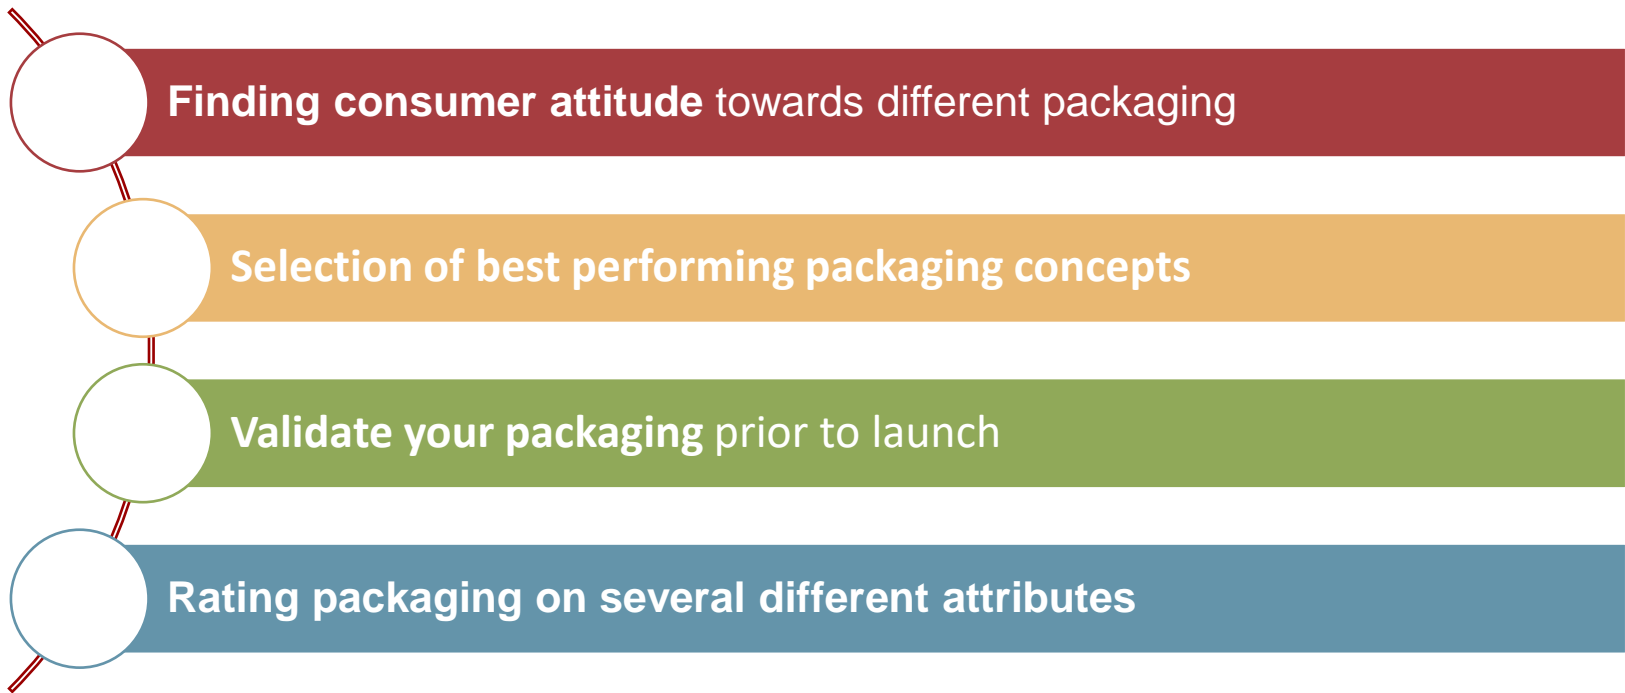 Finding consumer attitude towards different packaging
Selection of best performing packaging concepts
Validate your packaging prior to launch
Rating packaging on several different attributes